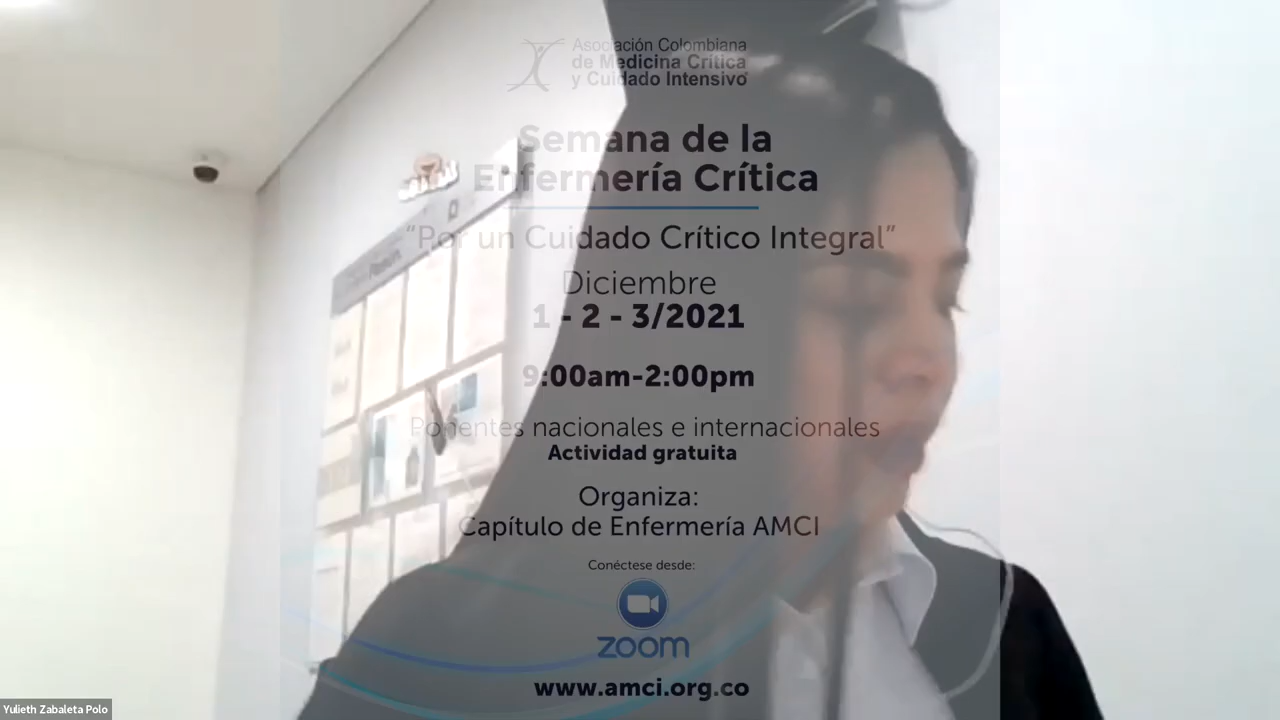 Asociación Colombiana
de Medicina Crítica
y Cuidado Intensivo
Semana de la
Enfermería Crítica
“Por un Cuidado Crítico Integral”
Diciembre
1 - 2 - 3/2021
9:00am-2:00pm
Ponentes nacionales e internacionales
Actividad gratuita
Organiza:
Capítulo de Enfermería AMCI
Conéctese desde:
zoom
www.amci.org.co
Yulieth Zabaleta Polo